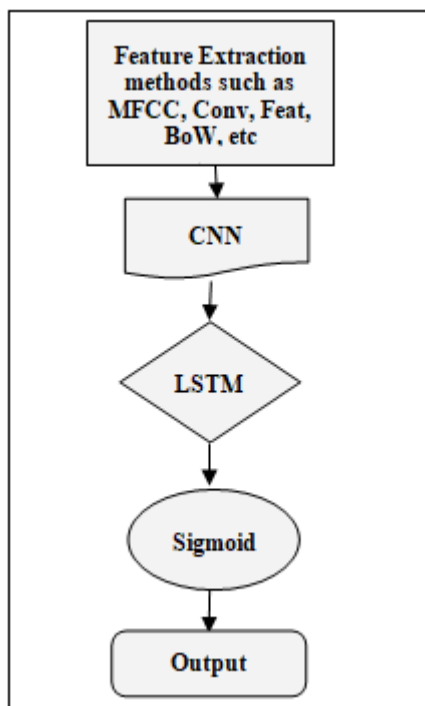 Feature Extraction
methods such as
MFCC, Conv, Feat,
BoW, etc
CNN
LSTM
Sigmoid
Output